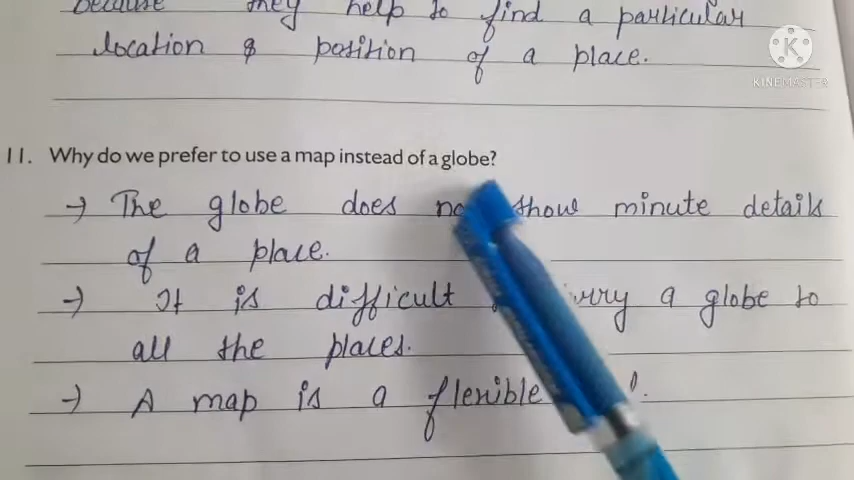 because they help to find a particular
location & position of a place.
KINEMASTER
11. Why do we prefer to use a map instead of a globe?
→ The globe does show minute details
of a place.
→ It is difficult a globe to
all the places.
→ A map is a flexible